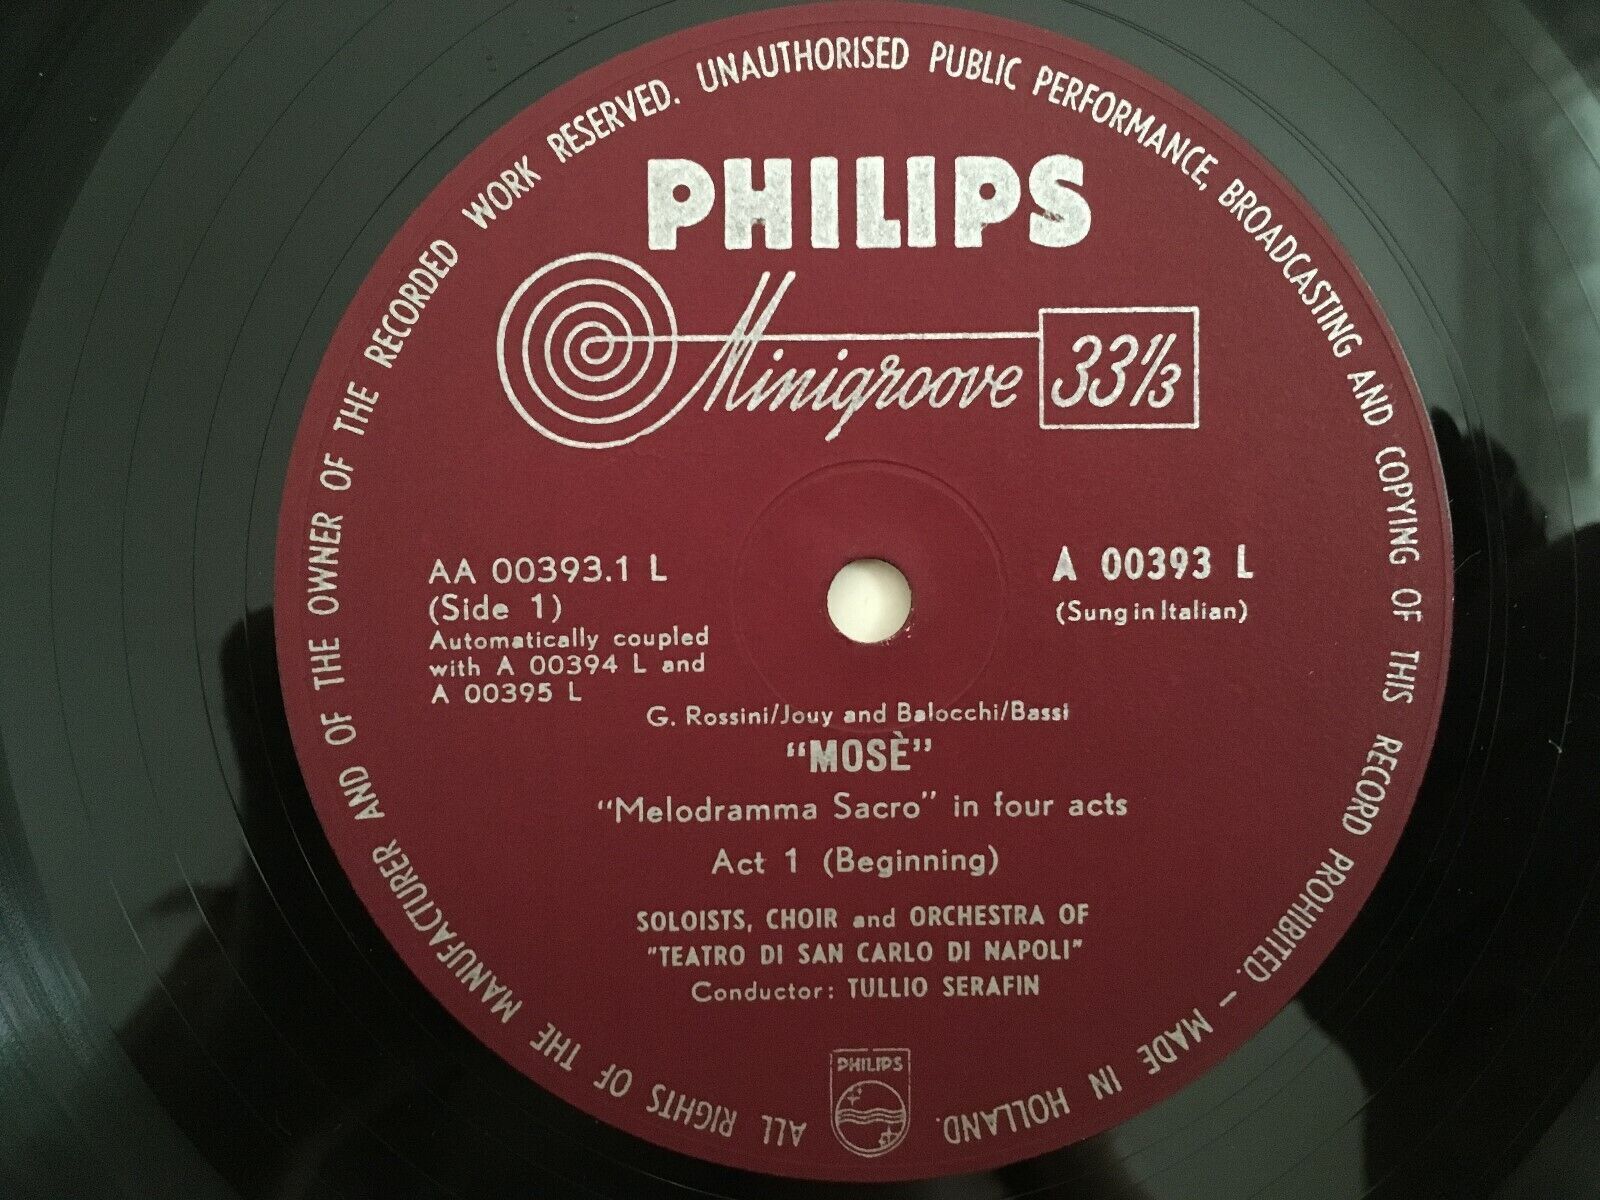 ALL RIGHTS OF THE MANUFACTURER AND OF THE OWNER OF THE RECORDED WORK RESERVED. UNAUTHORISED PUBLIC PERFORMANCE, BROADCASTING AND COPYING OF THIS RECORD PROHIBITED. – MADE IN HOLLAND.
PHILIPS
Minigroove 33⅓
AA 00393.1 L
(Side 1)
Automatically coupled
with A 00394 L and
A 00395 L
A 00393 L
(Sung in Italian)
G. Rossini/Jouy and Balocchi/Bassi
"MOSÈ"
"Melodramma Sacro" in four acts
Act 1 (Beginning)
SOLOISTS, CHOIR and ORCHESTRA OF
"TEATRO DI SAN CARLO DI NAPOLI"
Conductor: TULLIO SERAFIN
PHILIPS